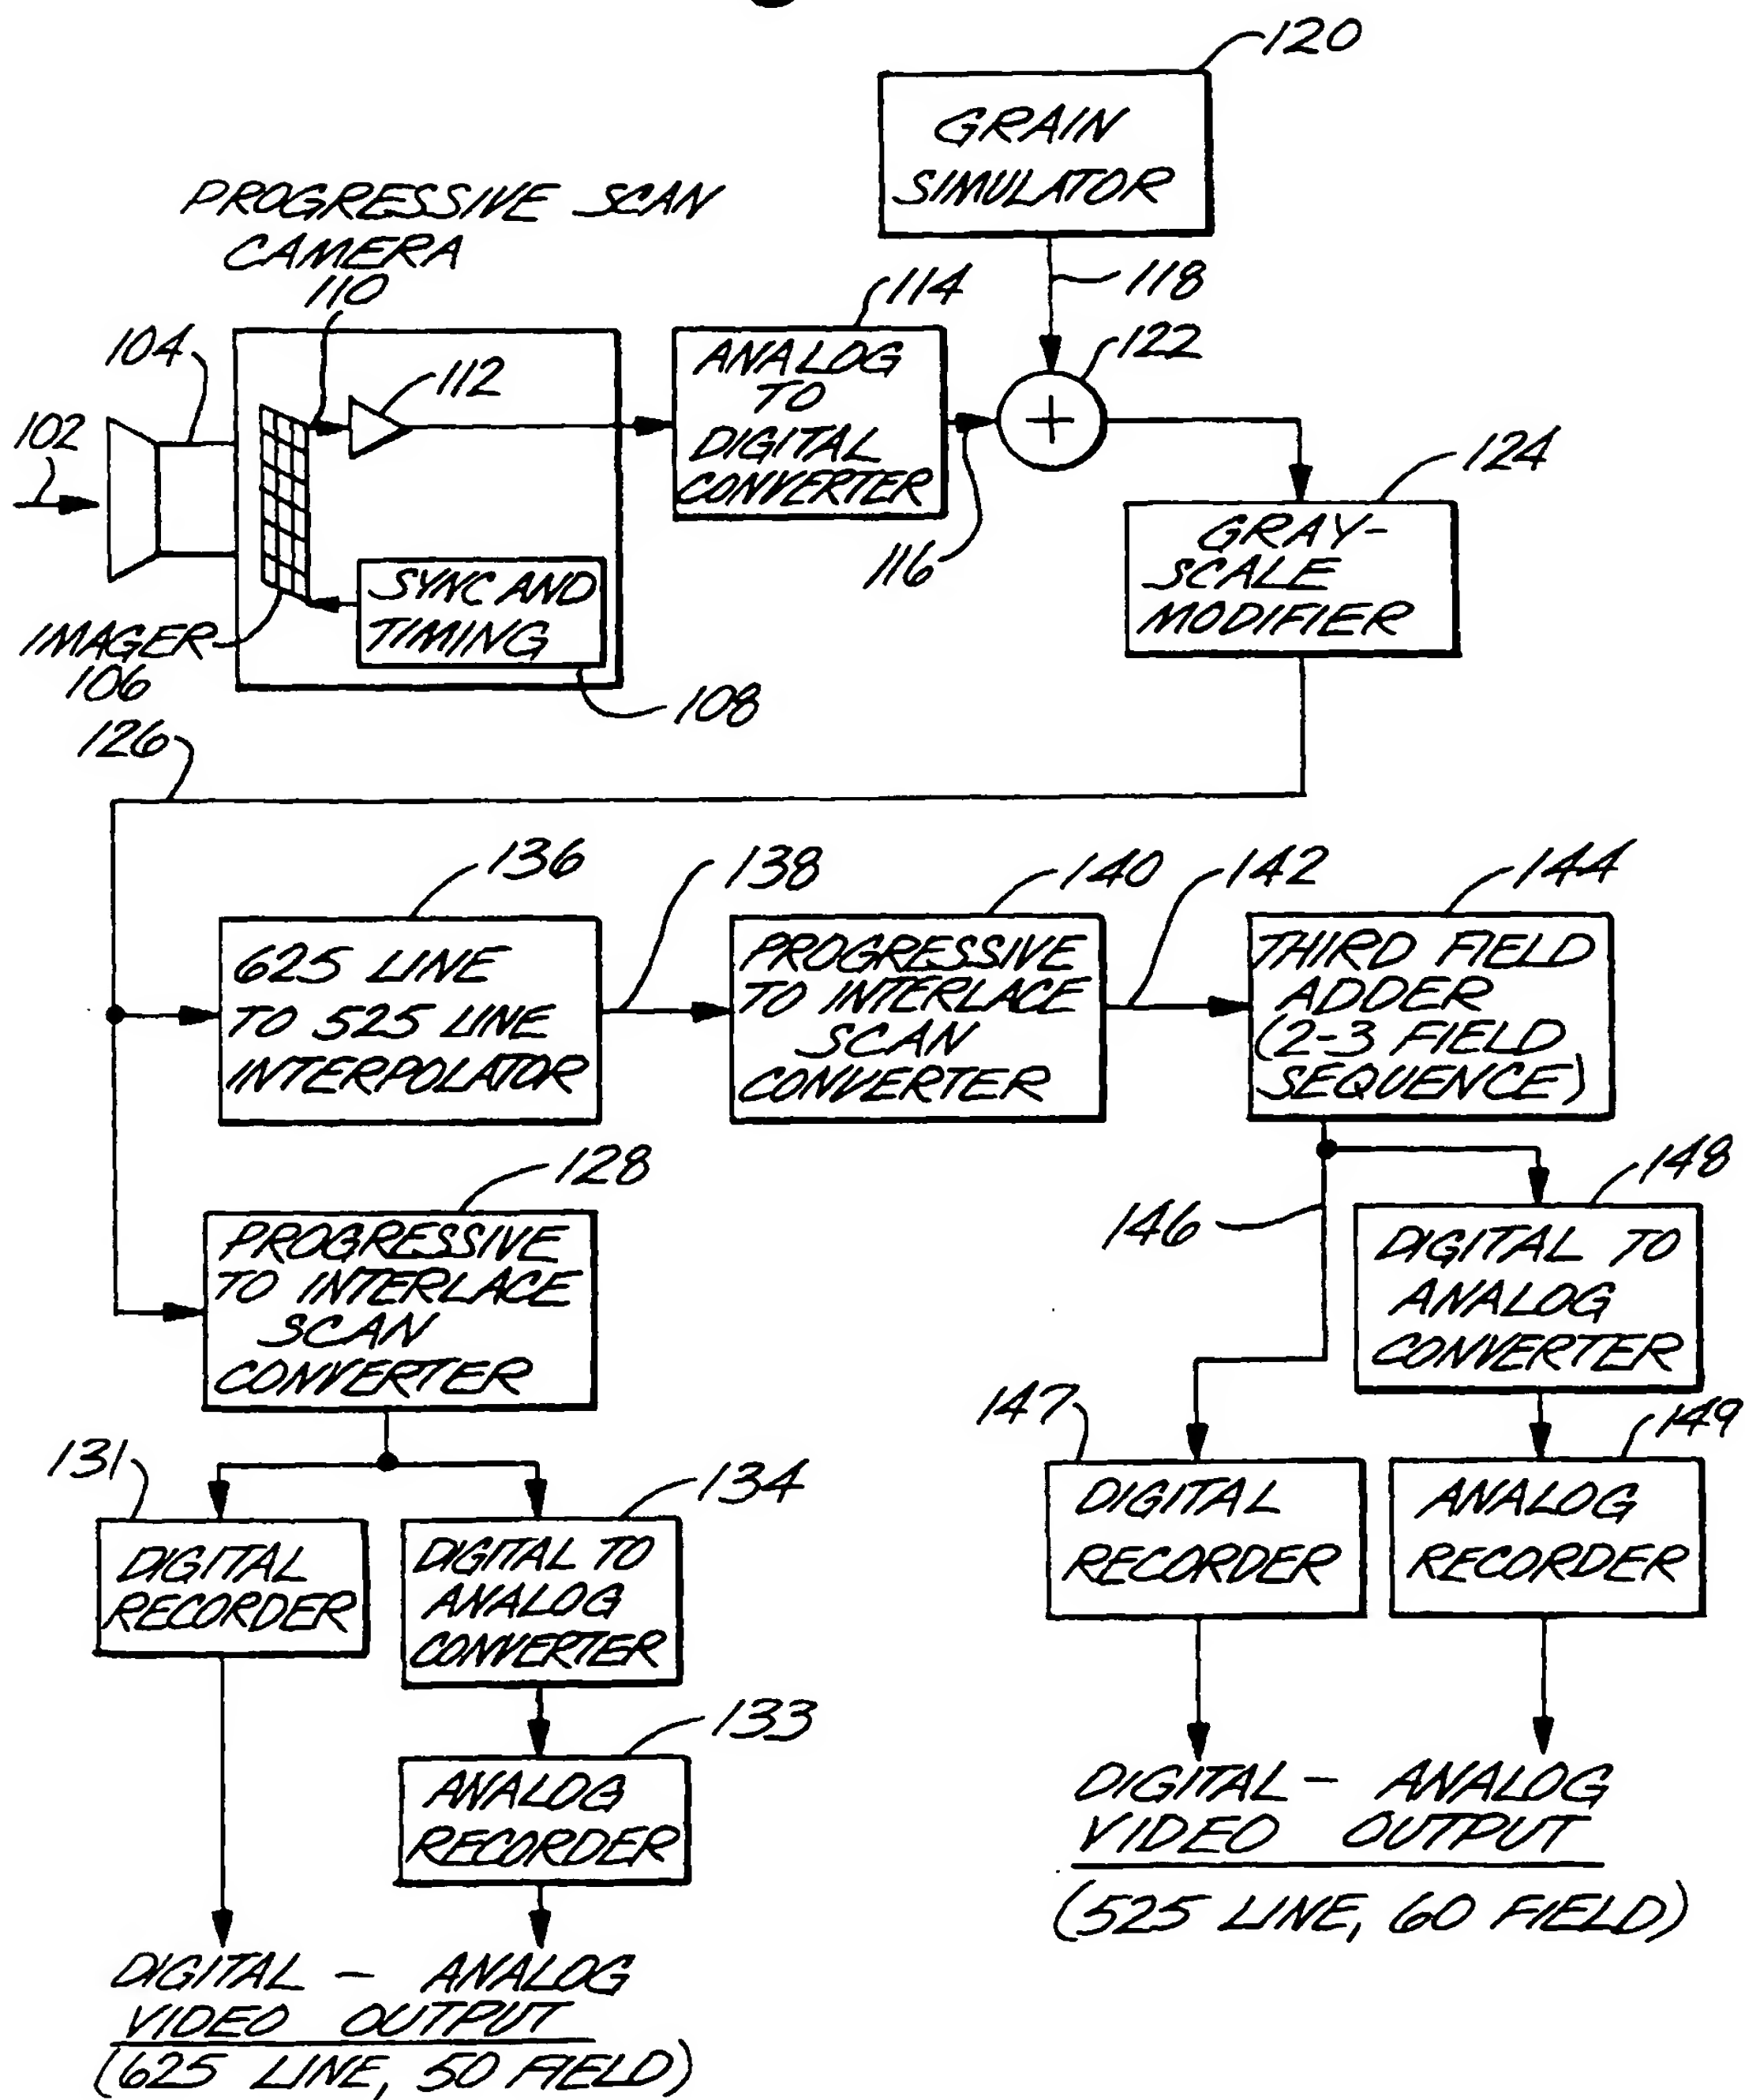 120
GRAIN
SIMULATOR
PROGRESSIVE SCAN
CAMERA
110
118
114
122
104
112
102
ANALOG
TO
DIGITAL
CONVERTER
116
124
GRAY-
SCALE
MODIFIER
SYNC AND
TIMING
IMAGER
106
108
126
136
138
140
142
144
625 LINE
TO 525 LINE
INTERPOLATOR
PROGRESSIVE
TO INTERLACE
SCAN
CONVERTER
THIRD FIELD
ADDER
(2-3 FIELD
SEQUENCE)
128
PROGRESSIVE
TO INTERLACE
SCAN
CONVERTER
146
148
DIGITAL TO
ANALOG
CONVERTER
147
149
DIGITAL
RECORDER
ANALOG
RECORDER
131
134
DIGITAL
RECORDER
DIGITAL TO
ANALOG
CONVERTER
133
ANALOG
RECORDER
DIGITAL - ANALOG
VIDEO OUTPUT
(525 LINE, 60 FIELD)
DIGITAL - ANALOG
VIDEO OUTPUT
(625 LINE, 50 FIELD)